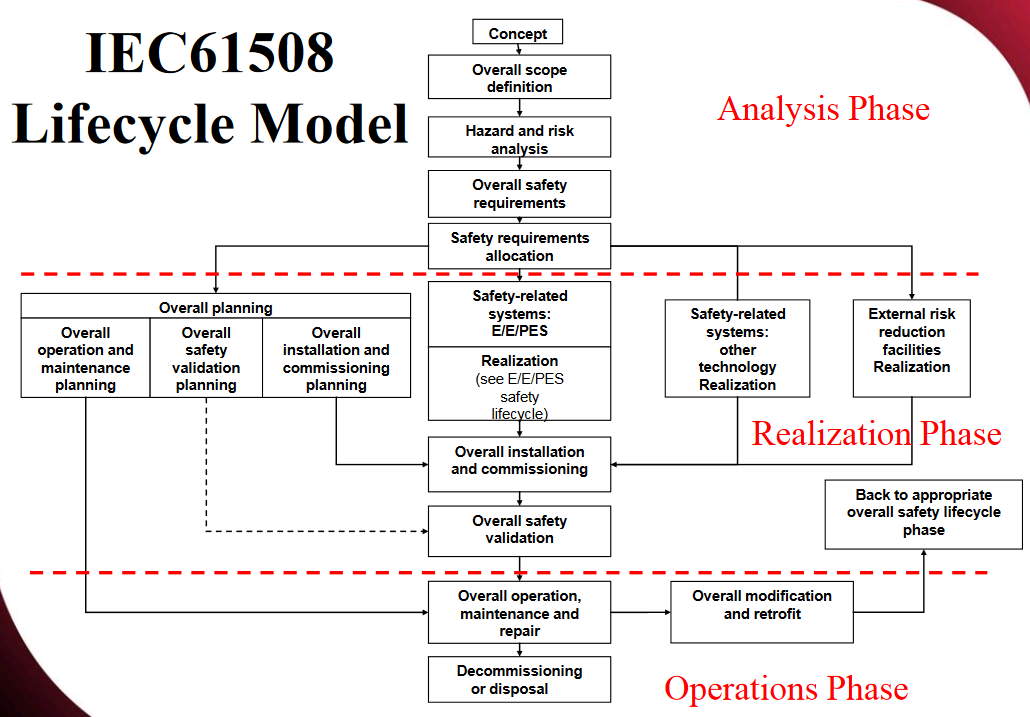 IEC61508
Lifecycle Model
Concept
Overall scope
definition
Analysis Phase
Hazard and risk
analysis
Overall safety
requirements
Safety requirements
allocation
Overall planning
Overall
operation and
maintenance
planning
Overall
safety
validation
planning
Overall
installation and
commissioning
planning
Safety-related
systems:
E/E/PES
Realization
(see E/E/PES
safety
lifecycle)
Safety-related
systems:
other
technology
Realization
External risk
reduction
facilities
Realization
Realization Phase
Overall installation
and commissioning
Back to appropriate
overall safety lifecycle
phase
Overall safety
validation
Overall operation,
maintenance and
repair
Overall modification
and retrofit
Decommissioning
or disposal
Operations Phase